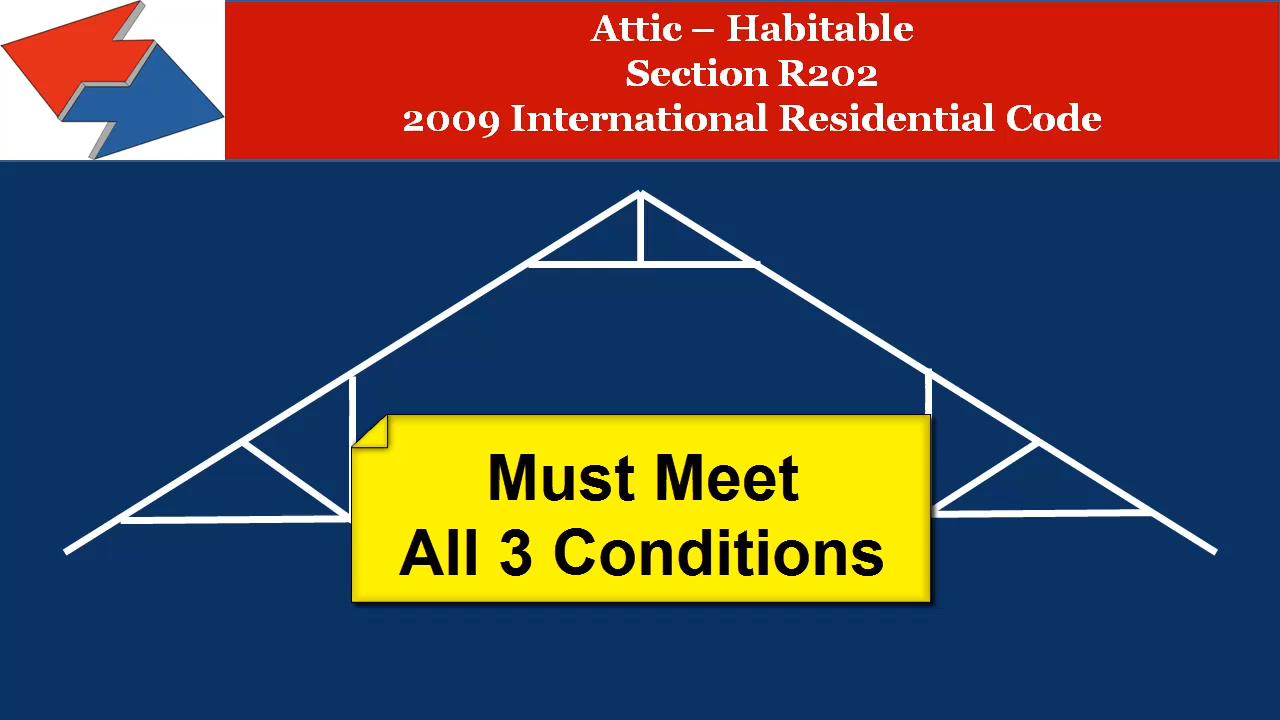 Attic – Habitable
Section R202
2009 International Residential Code
Must Meet
All 3 Conditions